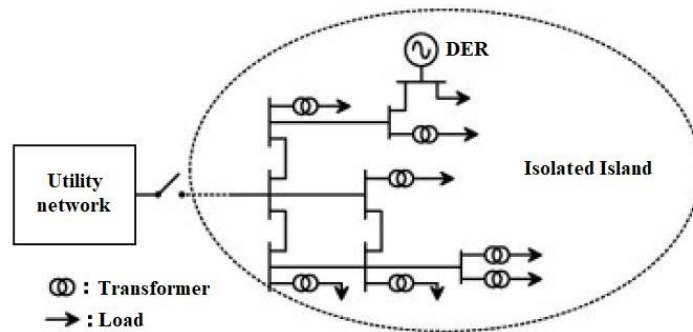 DER
Isolated Island
Utility
network
: Transformer
: Load